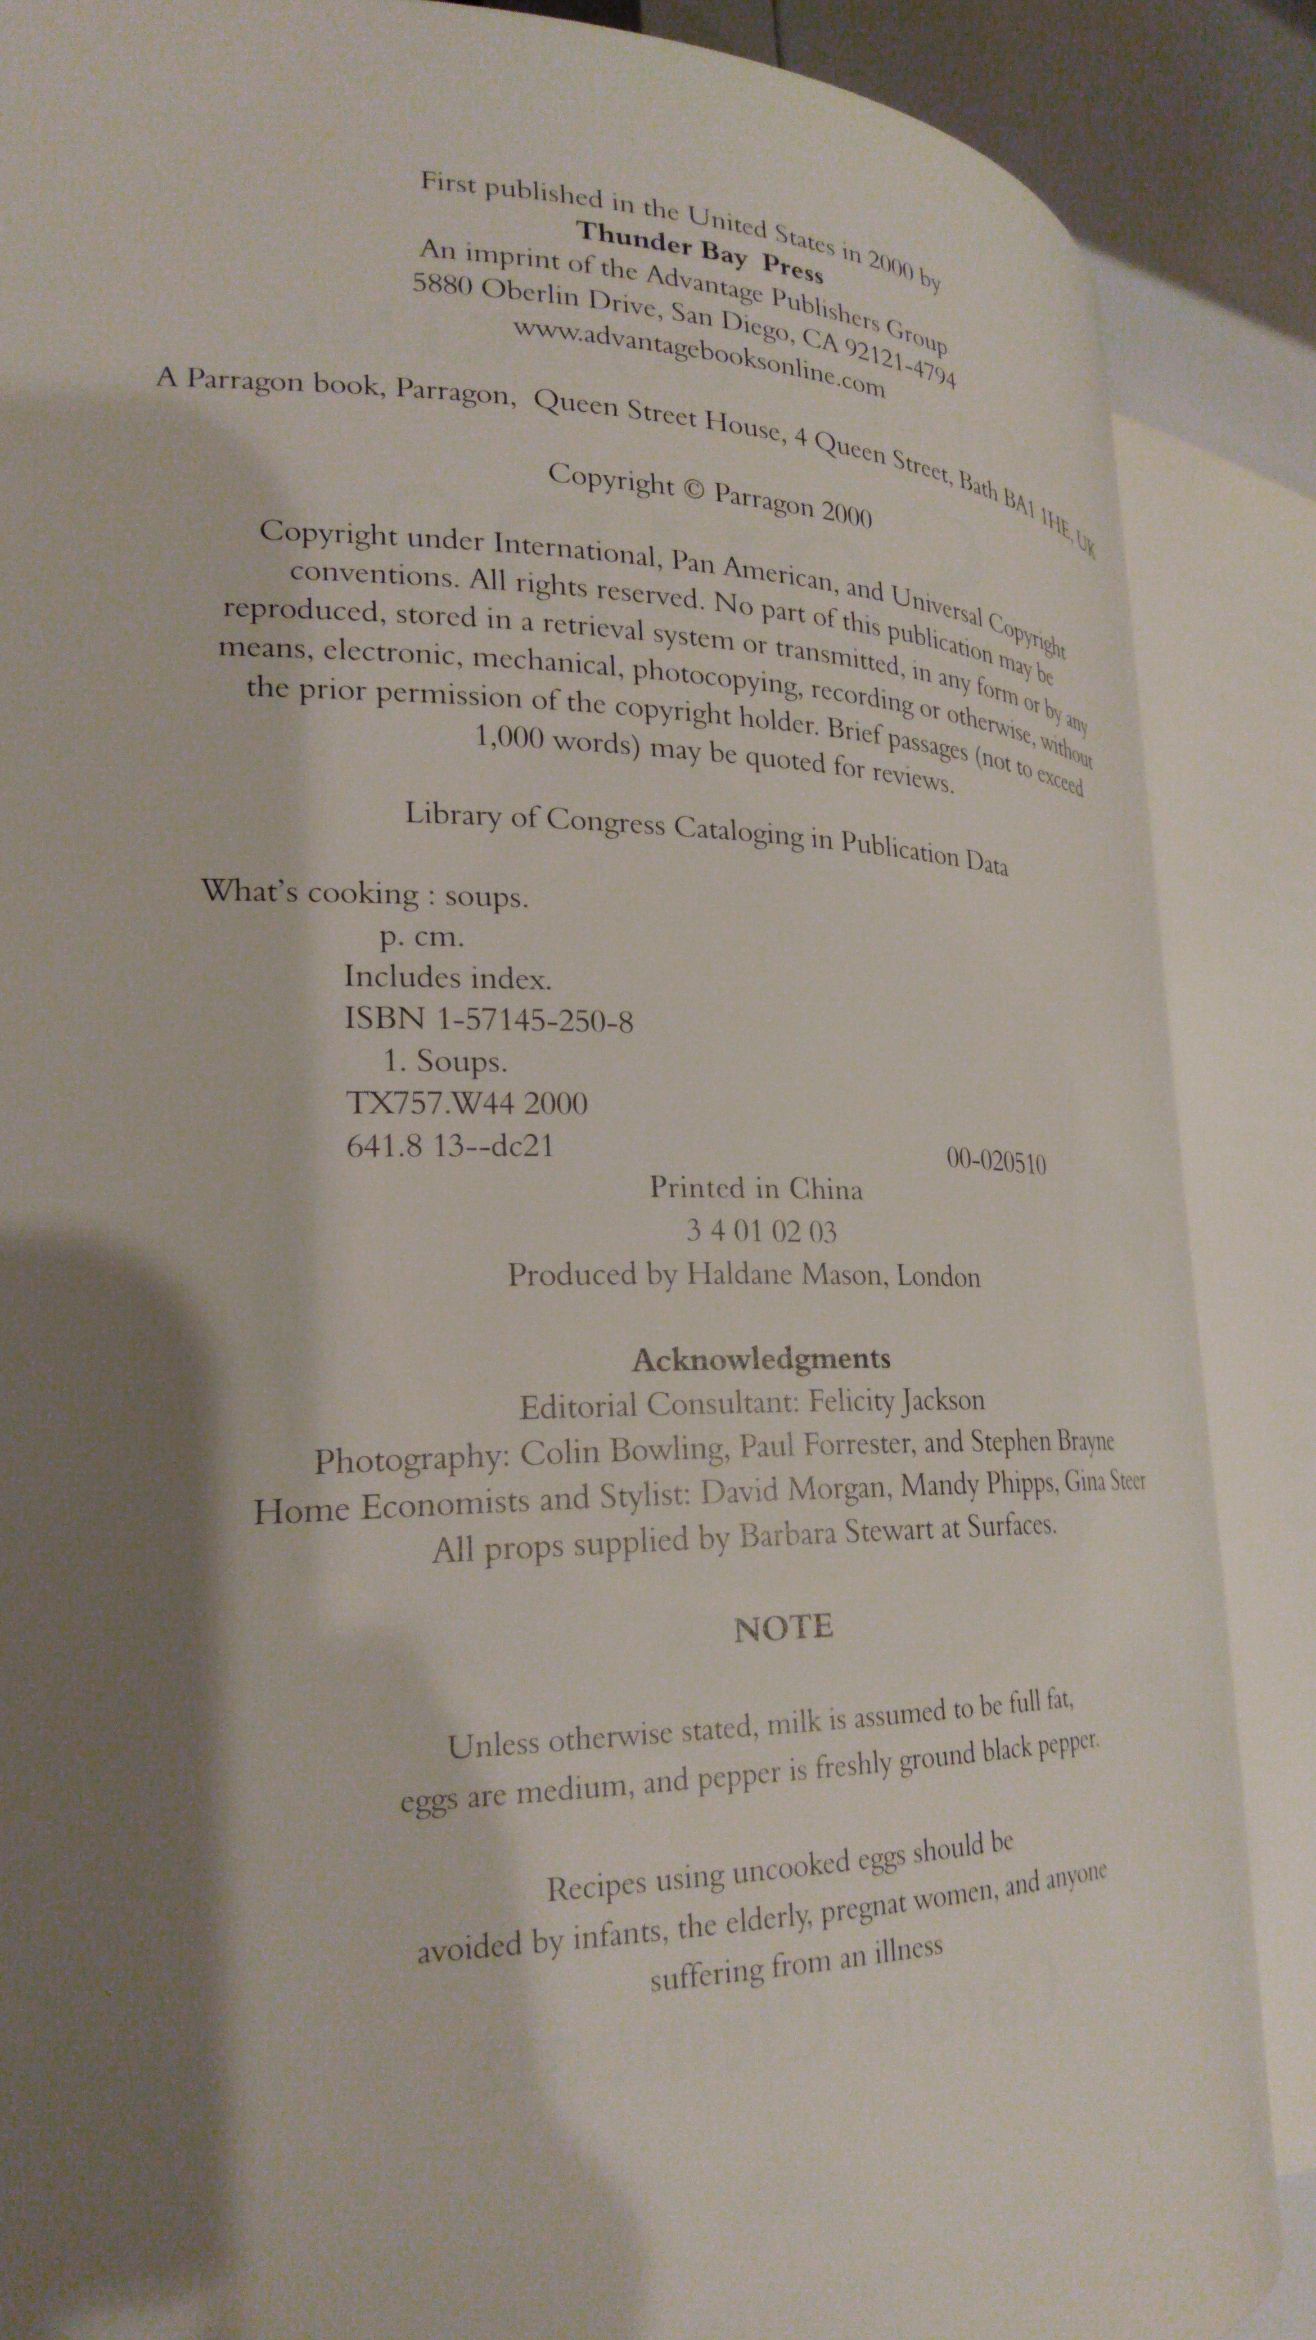 First published in the United States in 2000 by
Thunder Bay Press
An imprint of the Advantage Publishers Group
5880 Oberlin Drive, San Diego, CA 92121-4794
www.advantagebooksonline.com
A Parragon book, Parragon, Queen Street House, 4 Queen Street, Bath BA1 1HE, UK
Copyright © Parragon 2000
Copyright under International, Pan American, and Universal Copyright
conventions. All rights reserved. No part of this publication may be
reproduced, stored in a retrieval system or transmitted, in any form or by any
means, electronic, mechanical, photocopying, recording or otherwise, without
the prior permission of the copyright holder. Brief passages (not to exceed
1,000 words) may be quoted for reviews.
Library of Congress Cataloging in Publication Data
What's cooking : soups.
p. cm.
Includes index.
ISBN 1-57145-250-8
1. Soups.
TX757.W44 2000
641.8 13--dc21
00-020510
Printed in China
3 4 01 02 03
Produced by Haldane Mason, London
Acknowledgments
Editorial Consultant: Felicity Jackson
Photography: Colin Bowling, Paul Forrester, and Stephen Brayne
Home Economists and Stylist: David Morgan, Mandy Phipps, Gina Steer
All props supplied by Barbara Stewart at Surfaces.
NOTE
Unless otherwise stated, milk is assumed to be full fat,
eggs are medium, and pepper is freshly ground black pepper.
Recipes using uncooked eggs should be
avoided by infants, the elderly, pregnat women, and anyone
suffering from an illness